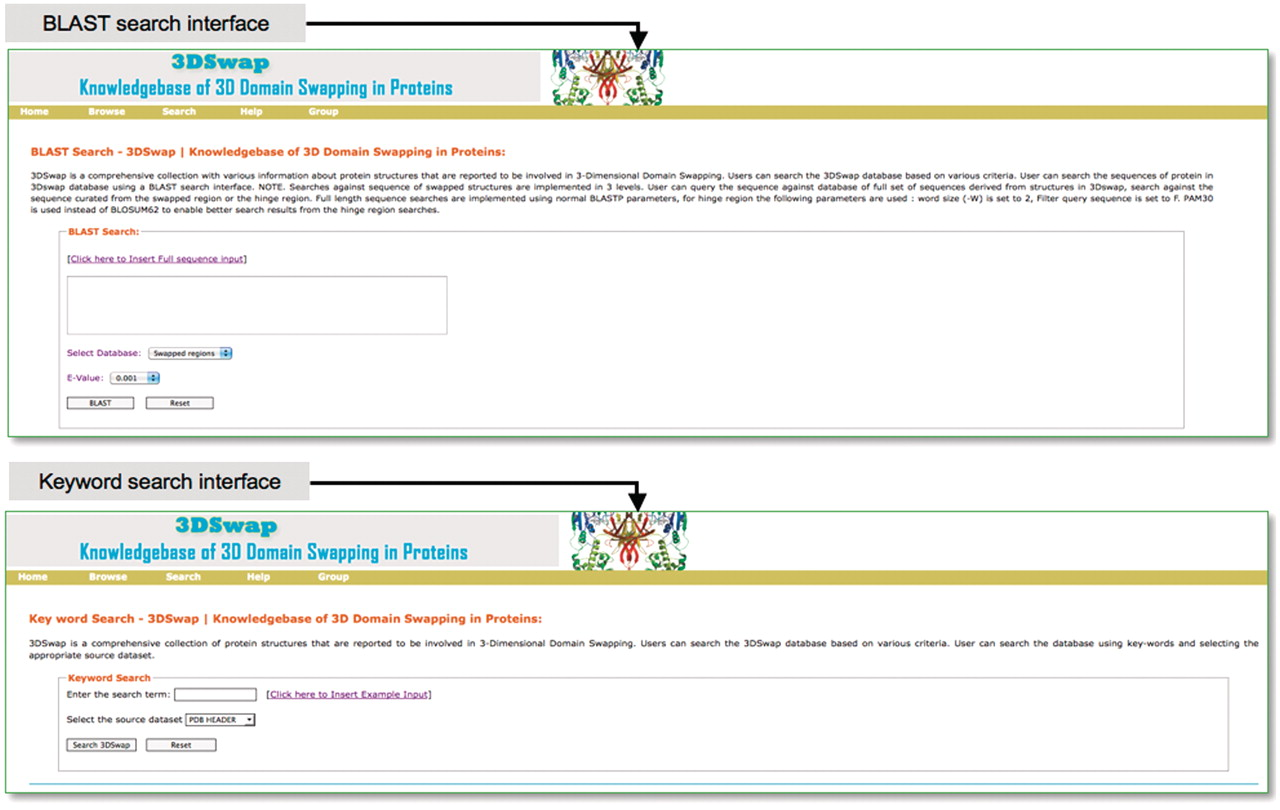 BLAST search interface
3DSwap
Knowledgebase of 3D Domain Swapping in Proteins
Home Browse Search Help Group
BLAST Search - 3DSwap | Knowledgebase of 3D Domain Swapping in Proteins:
3DSwap is a comprehensive collection with various information about protein structures that are reported to be involved in 3-Dimensional Domain Swapping. Users can search the 3DSwap database based on various criteria. User can search the sequences of protein in
3Dswap database using a BLAST search interface. NOTE. Searches against sequence of swapped structures are implemented in 3 levels. User can query the sequence against database of full set of sequences derived from structures in 3Dswap, search against the
sequence curated from the swapped region or the hinge region. Full length sequence searches are implemented using normal BLASTP parameters, for hinge region the following parameters are used : word size (-W) is set to 2, Filter query sequence is set to F. PAM30
is used instead of BLOSUM62 to enable better search results from the hinge region searches.
BLAST Search:
[Click here to Insert Full sequence input]
Select Database: Swapped regions
E-Value: 0.001
BLAST Reset
Keyword search interface
3DSwap
Knowledgebase of 3D Domain Swapping in Proteins
Home Browse Search Help Group
Key word Search - 3DSwap | Knowledgebase of 3D Domain Swapping in Proteins:
3DSwap is a comprehensive collection of protein structures that are reported to be involved in 3-Dimensional Domain Swapping. Users can search the 3DSwap database based on various criteria. User can search the database using key-words and selecting the
appropriate source dataset.
Keyword Search
Enter the search term: [Click here to Insert Example Input]
Select the source dataset PDB HEADER
Search 3DSwap Reset